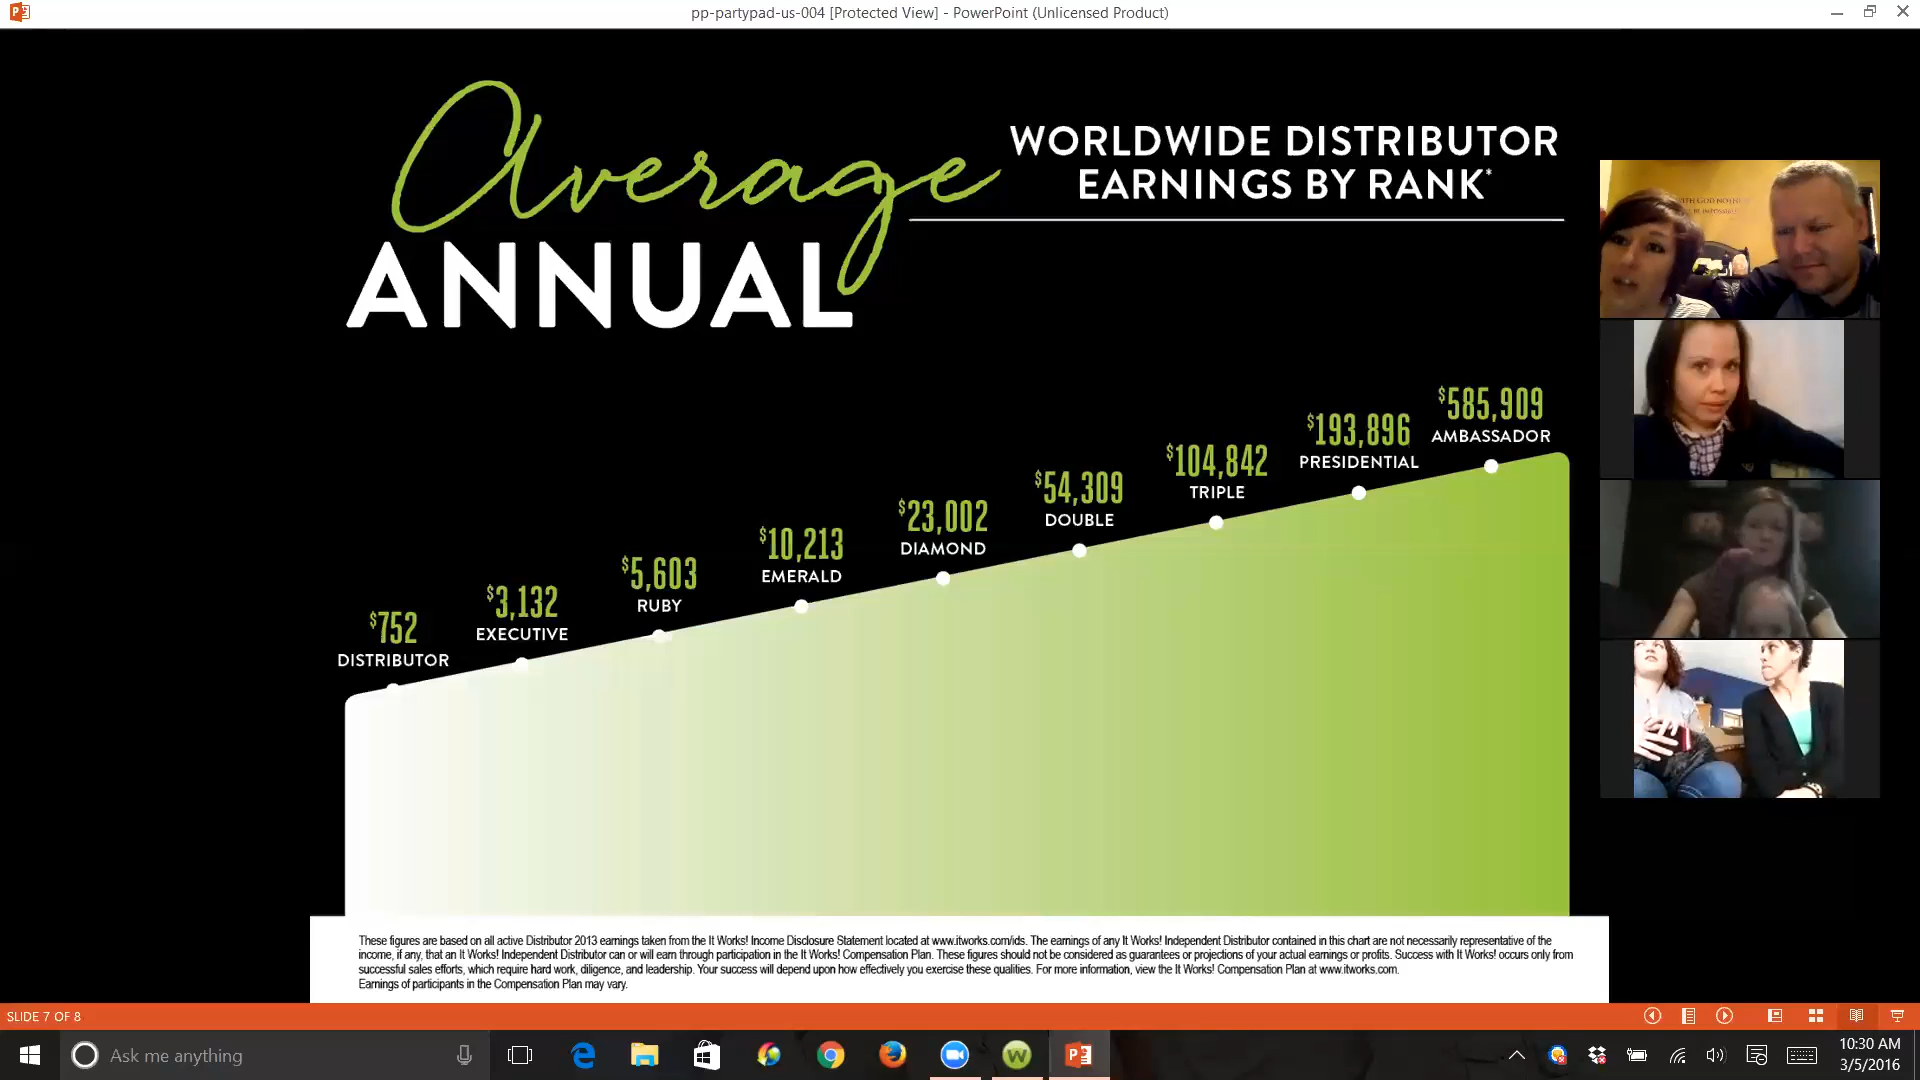 pp-partypad-us-004 [Protected View] - PowerPoint (Unlicensed Product)
Average
ANNUAL
WORLDWIDE DISTRIBUTOR
EARNINGS BY RANK*
$752
DISTRIBUTOR
$3,132
EXECUTIVE
$5,603
RUBY
$10,213
EMERALD
$23,002
DIAMOND
$54,309
DOUBLE
$104,842
TRIPLE
$193,896
PRESIDENTIAL
$585,909
AMBASSADOR
These figures are based on all active Distributor 2013 earnings taken from the It Works! Income Disclosure Statement located at www.itworks.com/ids. The earnings of any It Works! Independent Distributor contained in this chart are not necessarily representative of the
income, if any, that an It Works! Independent Distributor can or will earn through participation in the It Works! Compensation Plan. These figures should not be considered as guarantees or projections of your actual earnings or profits. Success with It Works! occurs only from
successful sales efforts, which require hard work, diligence, and leadership. Your success will depend upon how effectively you exercise these qualities. For more information, view the It Works! Compensation Plan at www.itworks.com.
Earnings of participants in the Compensation Plan may vary.
SLIDE 7 OF 8
Ask me anything
10:30 AM
3/5/2016